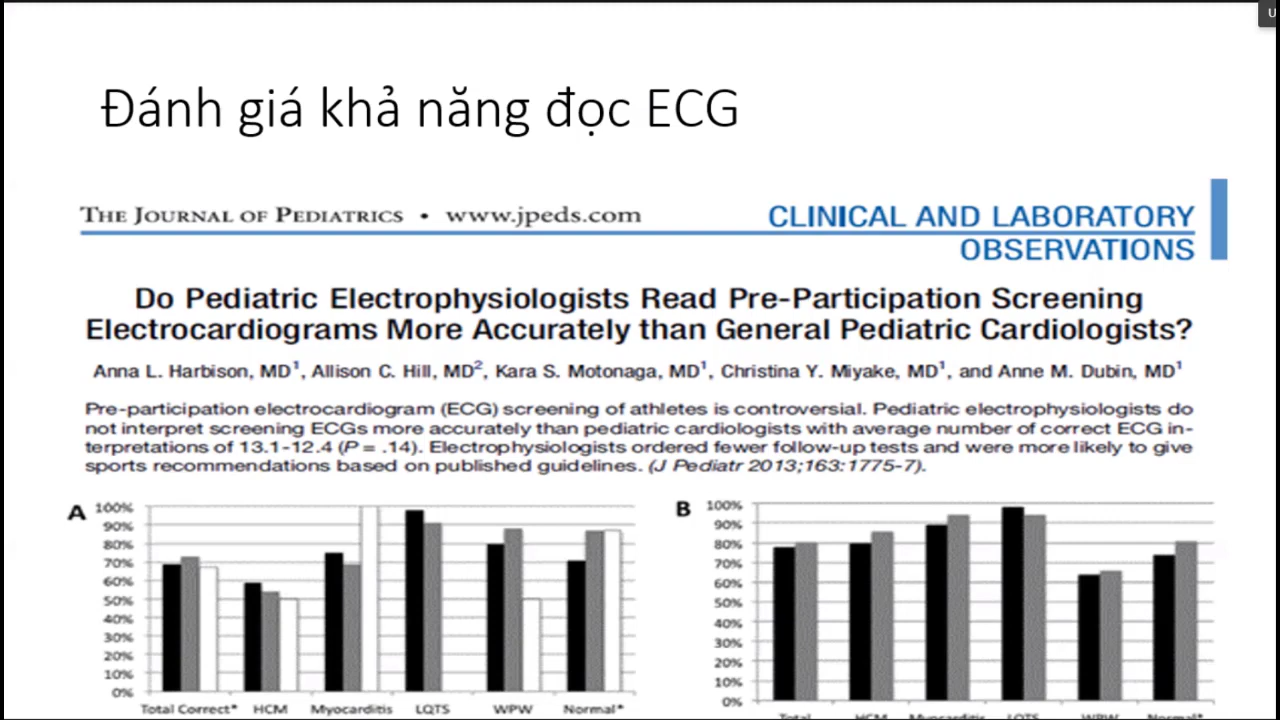 U
Đánh giá khả năng đọc ECG
THE JOURNAL OF PEDIATRICS • www.jpeds.com
CLINICAL AND LABORATORY
OBSERVATIONS
Do Pediatric Electrophysiologists Read Pre-Participation Screening
Electrocardiograms More Accurately than General Pediatric Cardiologists?
Anna L. Harbison, MD1, Allison C. Hill, MD2, Kara S. Motonaga, MD1, Christina Y. Miyake, MD1, and Anne M. Dubin, MD1
Pre-participation electrocardiogram (ECG) screening of athletes is controversial. Pediatric electrophysiologists do
not interpret screening ECGs more accurately than pediatric cardiologists with average number of correct ECG in-
terpretations of 13.1-12.4 (P = .14). Electrophysiologists ordered fewer follow-up tests and were more likely to give
sports recommendations based on published guidelines. (J Pediatr 2013;163:1775-7).
A
100%
90%
80%
70%
60%
50%
40%
30%
20%
10%
0%
Total Correct* HCM Myocarditis LQTS WPW Normal*
B
100%
90%
80%
70%
60%
50%
40%
30%
20%
10%
0%
Total HCM Myocarditis LQTS WPW Normal*